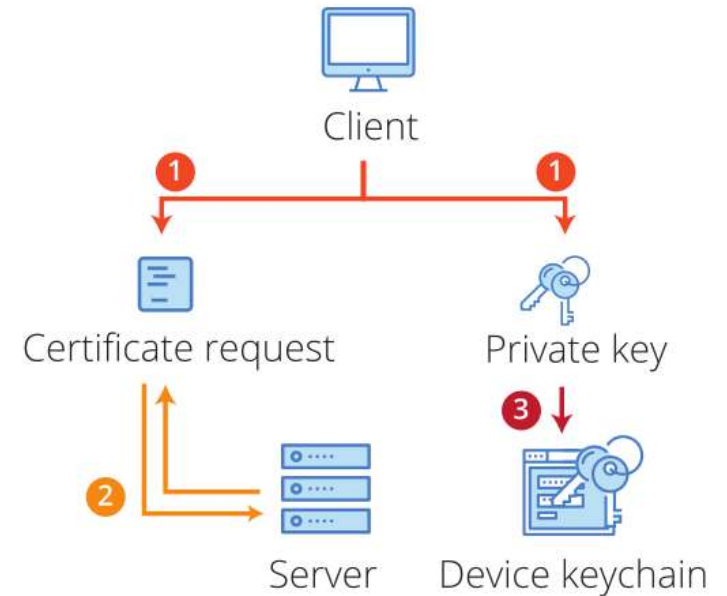 Client
1
1
Certificate request
Private key
3
2
Server
Device keychain